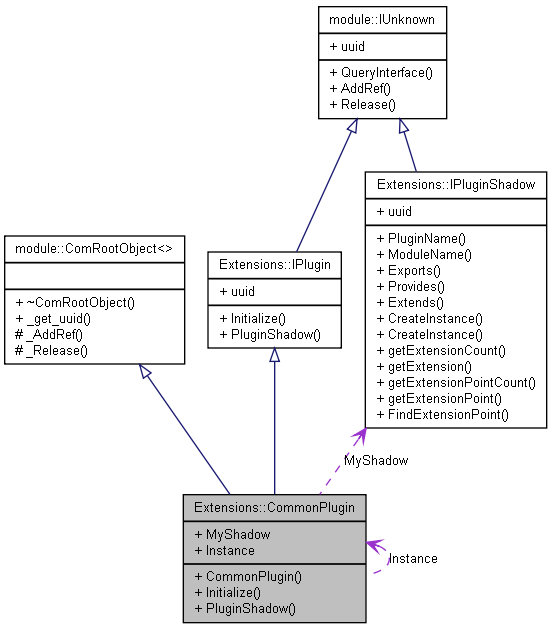 module::IUnknown
+ uuid
+ QueryInterface()
+ AddRef()
+ Release()
Extensions::IPluginShadow
+ uuid
+ PluginName()
+ ModuleName()
+ Exports()
+ Provides()
+ Extends()
+ CreateInstance()
+ CreateInstance()
+ getExtensionCount()
+ getExtension()
+ getExtensionPointCount()
+ getExtensionPoint()
+ FindExtensionPoint()
module::ComRootObject<>
+ ~ComRootObject()
+ _get_uuid()
# _AddRef()
# _Release()
Extensions::IPlugin
+ uuid
+ Initialize()
+ PluginShadow()
MyShadow
Extensions::CommonPlugin
+ MyShadow
+ Instance
+ CommonPlugin()
+ Initialize()
+ PluginShadow()
Instance